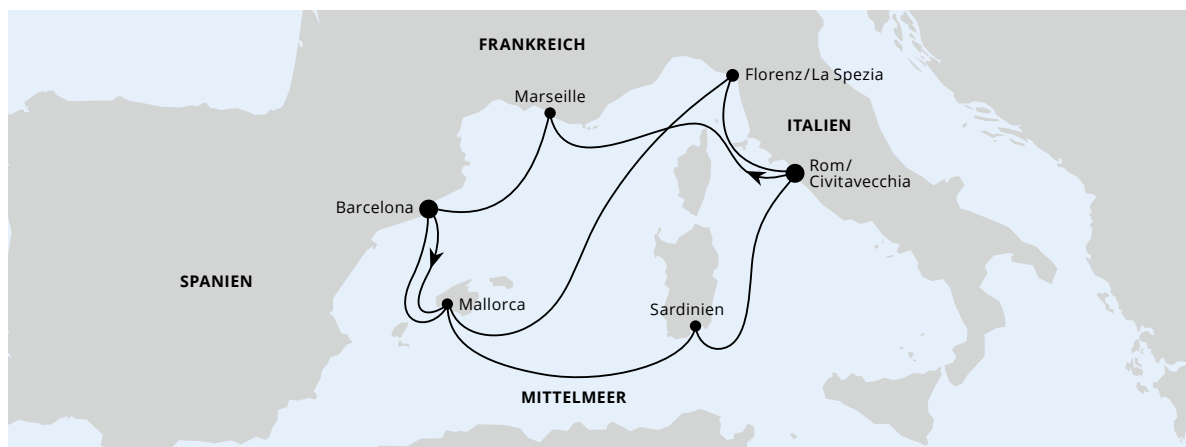 FRANKREICH
Florenz/La Spezia
Marseille
ITALIEN
Rom/
Civitavecchia
Barcelona
SPANIEN
Mallorca
Sardinien
MITTELMEER